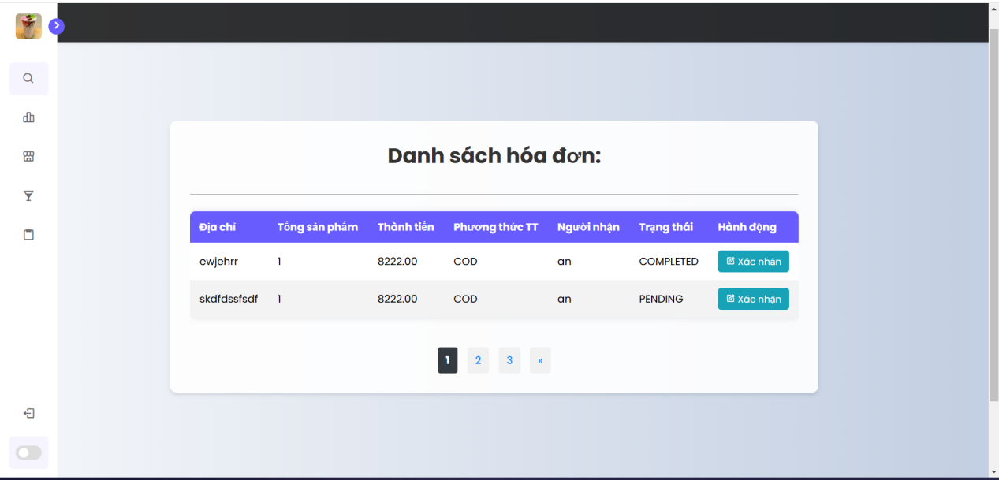 Danh sách hóa đơn:
Địa chỉ Tổng sản phẩm Thành tiền Phương thức TT Người nhận Trạng thái Hành động
ewjehrr 1 8222.00 COD an COMPLETED Xác nhận
skdfdssfsdf 1 8222.00 COD an PENDING Xác nhận
1 2 3 »